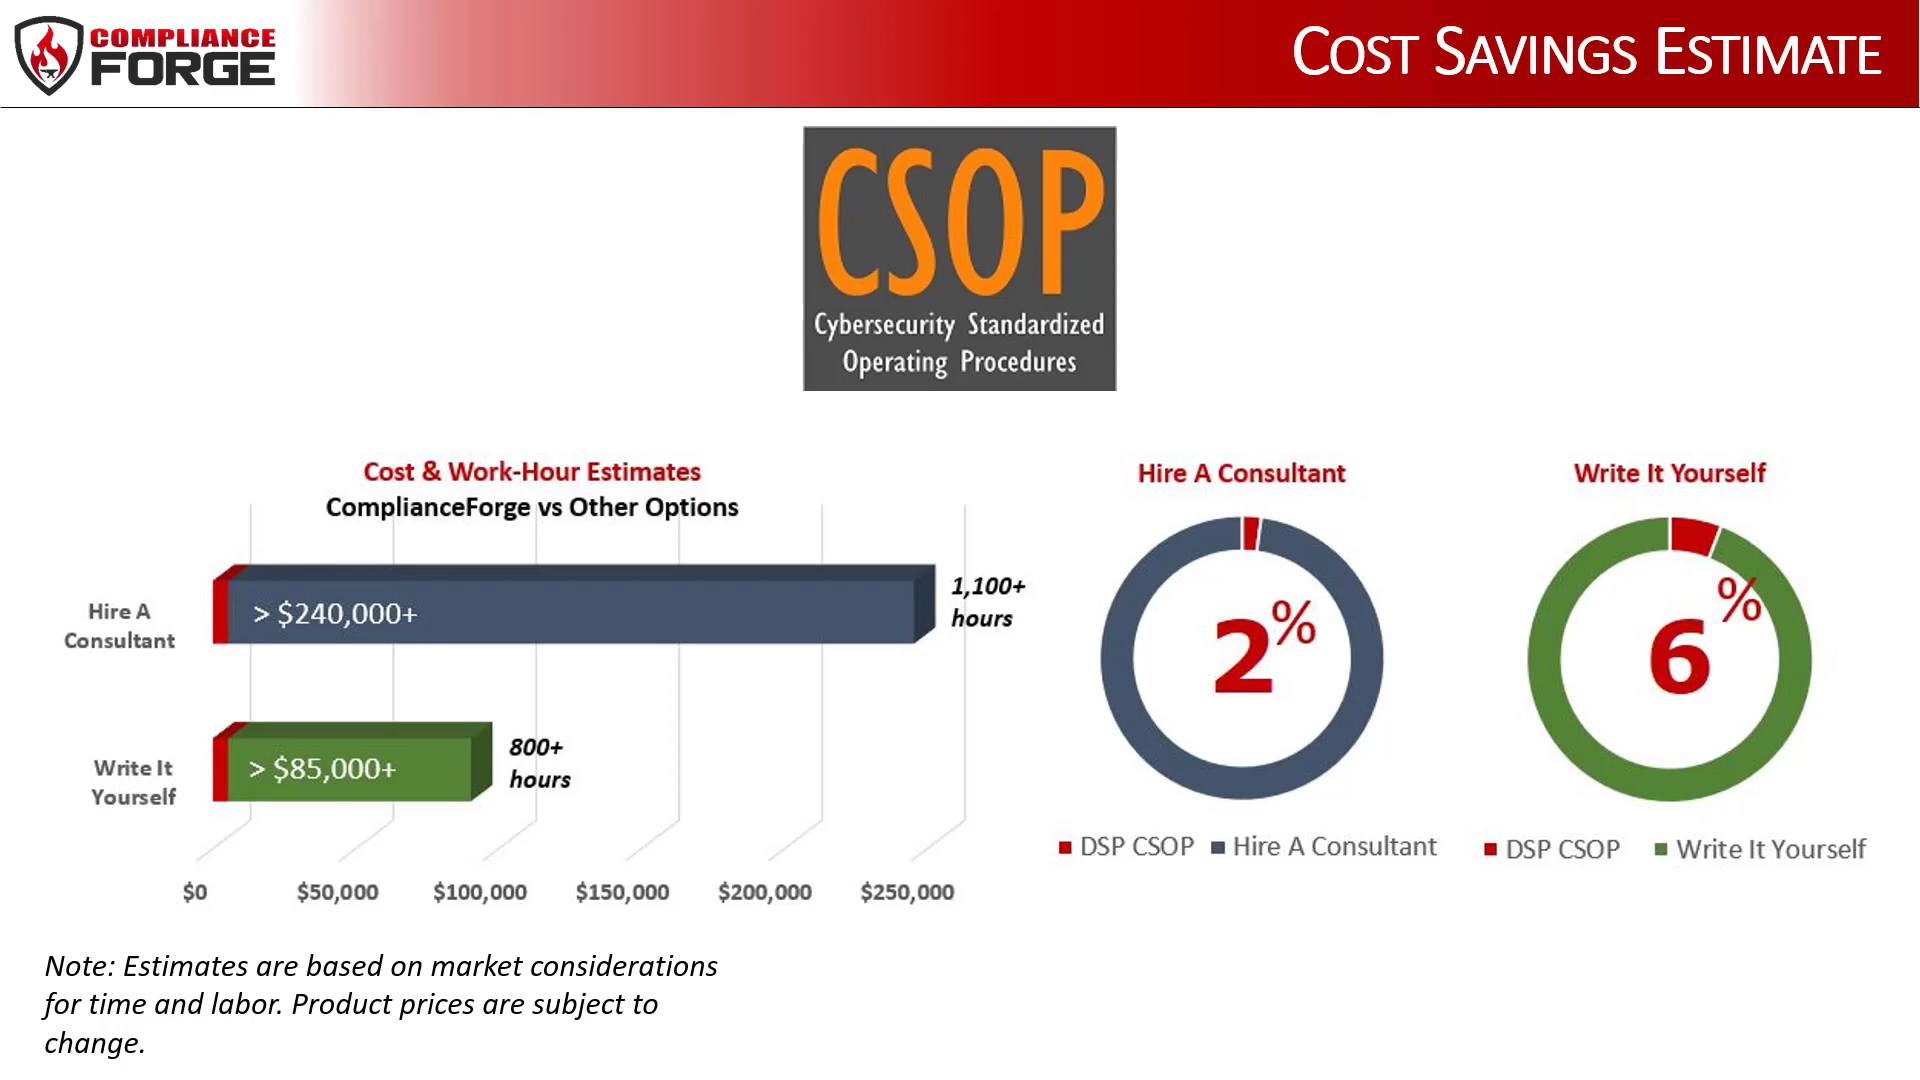 COMPLIANCE
FORGE
COST SAVINGS ESTIMATE
CSOP
Cybersecurity Standardized
Operating Procedures
Cost & Work-Hour Estimates
ComplianceForge vs Other Options
Hire A
Consultant
> $240,000+
1,100+
hours
Write It
Yourself
> $85,000+
800+
hours
$0 $50,000 $100,000 $150,000 $200,000 $250,000
Hire A Consultant
2%
DSP CSOP Hire A Consultant
Write It Yourself
6%
DSP CSOP Write It Yourself
Note: Estimates are based on market considerations
for time and labor. Product prices are subject to
change.